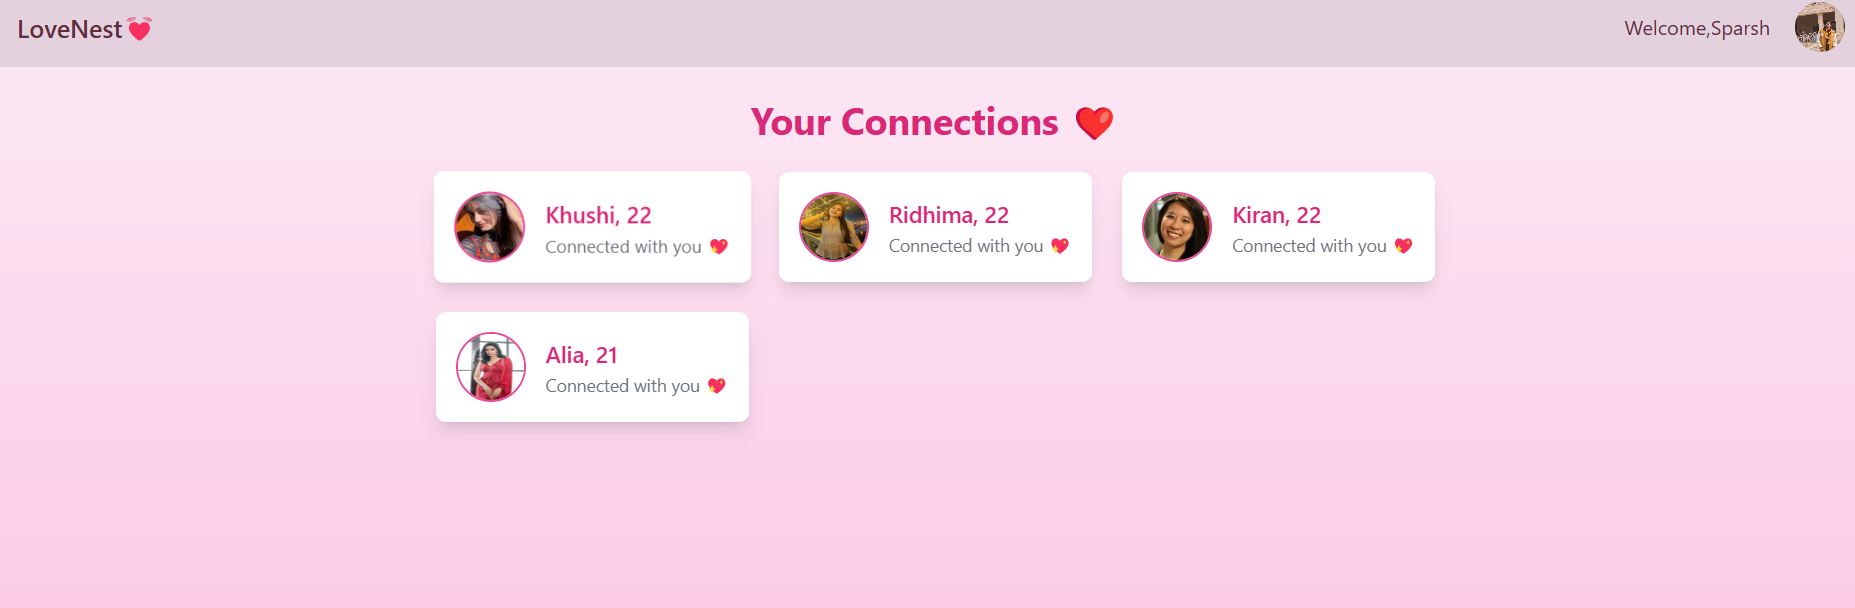 LoveNest💓
Welcome,Sparsh
Your Connections ❤️
Khushi, 22
Connected with you 💖
Ridhima, 22
Connected with you 💖
Kiran, 22
Connected with you 💖
Alia, 21
Connected with you 💖